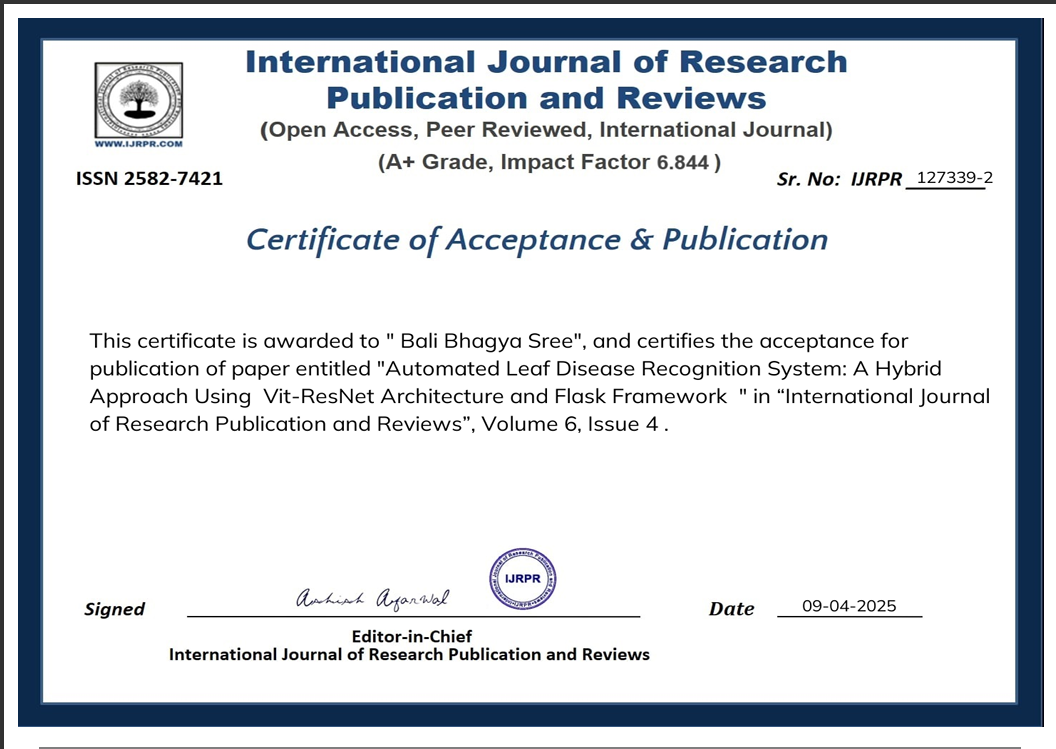 International Journal of Research
Publication and Reviews
(Open Access, Peer Reviewed, International Journal)
(A+ Grade, Impact Factor 6.844 )
WWW.IJRPR.COM
ISSN 2582-7421
Sr. No: IJRPR 127339-2
Certificate of Acceptance & Publication
This certificate is awarded to " Bali Bhagya Sree", and certifies the acceptance for
publication of paper entitled "Automated Leaf Disease Recognition System: A Hybrid
Approach Using  Vit-ResNet Architecture and Flask Framework  " in “International Journal
of Research Publication and Reviews”, Volume 6, Issue 4 .
IJRPR
Signed Ashish Agarwal
Date 09-04-2025
Editor-in-Chief
International Journal of Research Publication and Reviews